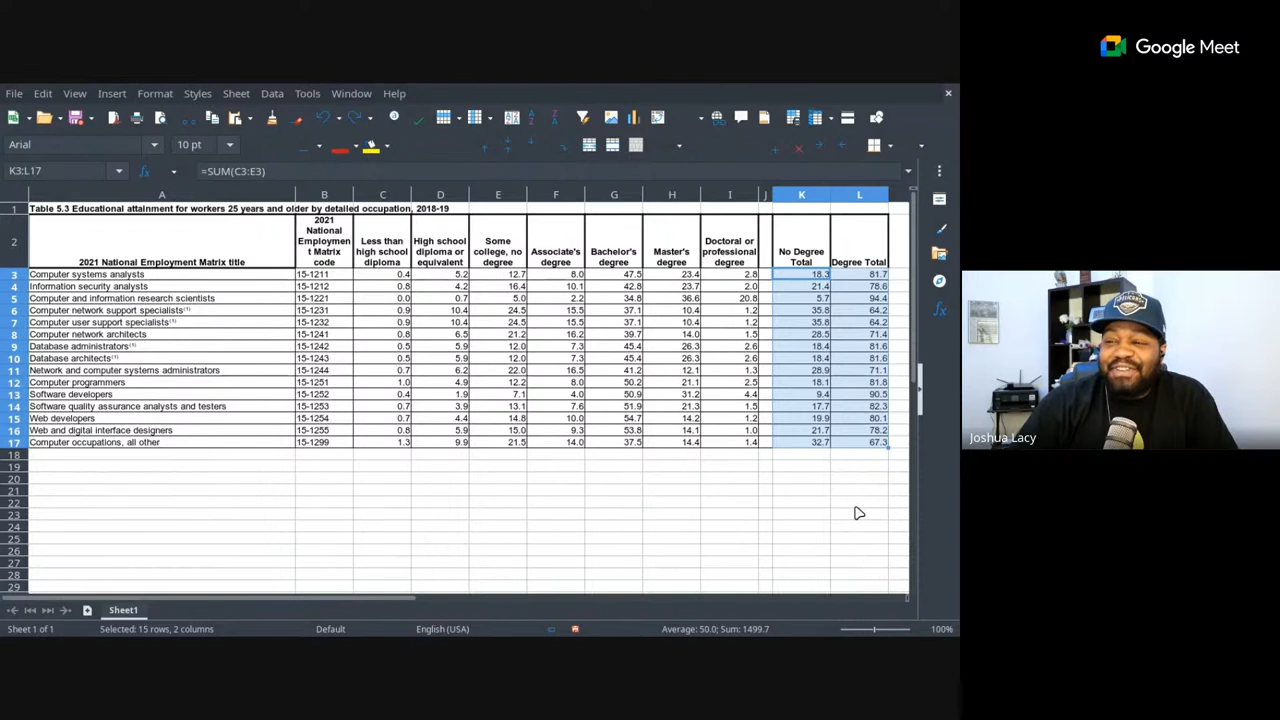 Google Meet
File Edit View Insert Format Styles Sheet Data Tools Window Help
Arial 10 pt
K3:L17 =SUM(C3:E3)
A B C D E F G H I J K L
1 Table 5.3 Educational attainment for workers 25 years and older by detailed occupation, 2018-19
2 2021 National Employment Matrix title 2021 National Employmen t Matrix code Less than high school diploma High school diploma or equivalent Some college, no degree Associate's degree Bachelor's degree Master's degree Doctoral or professional degree No Degree Total Degree Total
3 Computer systems analysts 15-1211 0.4 5.2 12.7 8.0 47.5 23.4 2.8 18.3 81.7
4 Information security analysts 15-1212 0.8 4.2 16.4 10.1 42.8 23.7 2.0 21.4 78.6
5 Computer and information research scientists 15-1221 0.0 0.7 5.0 2.2 34.8 36.6 20.8 5.7 94.4
6 Computer network support specialists(1) 15-1231 0.9 10.4 24.5 15.5 37.1 10.4 1.2 35.8 64.2
7 Computer user support specialists(1) 15-1232 0.9 10.4 24.5 15.5 37.1 10.4 1.2 35.8 64.2
8 Computer network architects 15-1241 0.8 6.5 21.2 16.2 39.7 14.0 1.5 28.5 71.4
9 Database administrators(1) 15-1242 0.5 5.9 12.0 7.3 45.4 26.3 2.6 18.4 81.6
10 Database architects(1) 15-1243 0.5 5.9 12.0 7.3 45.4 26.3 2.6 18.4 81.6
11 Network and computer systems administrators 15-1244 0.7 6.2 22.0 16.5 41.2 12.1 1.3 28.9 71.1
12 Computer programmers 15-1251 1.0 4.9 12.2 8.0 50.2 21.1 2.5 18.1 81.8
13 Software developers 15-1252 0.4 1.9 7.1 4.0 50.9 31.2 4.4 9.4 90.5
14 Software quality assurance analysts and testers 15-1253 0.7 3.9 13.1 7.6 51.9 21.3 1.5 17.7 82.3
15 Web developers 15-1254 0.7 4.4 14.8 10.0 54.7 14.2 1.2 19.9 80.1
16 Web and digital interface designers 15-1255 0.8 5.9 15.0 9.3 53.8 14.1 1.0 21.7 78.2
17 Computer occupations, all other 15-1299 1.3 9.9 21.5 14.0 37.5 14.4 1.4 32.7 67.3
18
19
20
21
22
23
24
25
26
27
28
29
Sheet1
Sheet 1 of 1 Selected: 15 rows, 2 columns Default English (USA) Average: 50.0; Sum: 1499.7 100%
Joshua Lacy